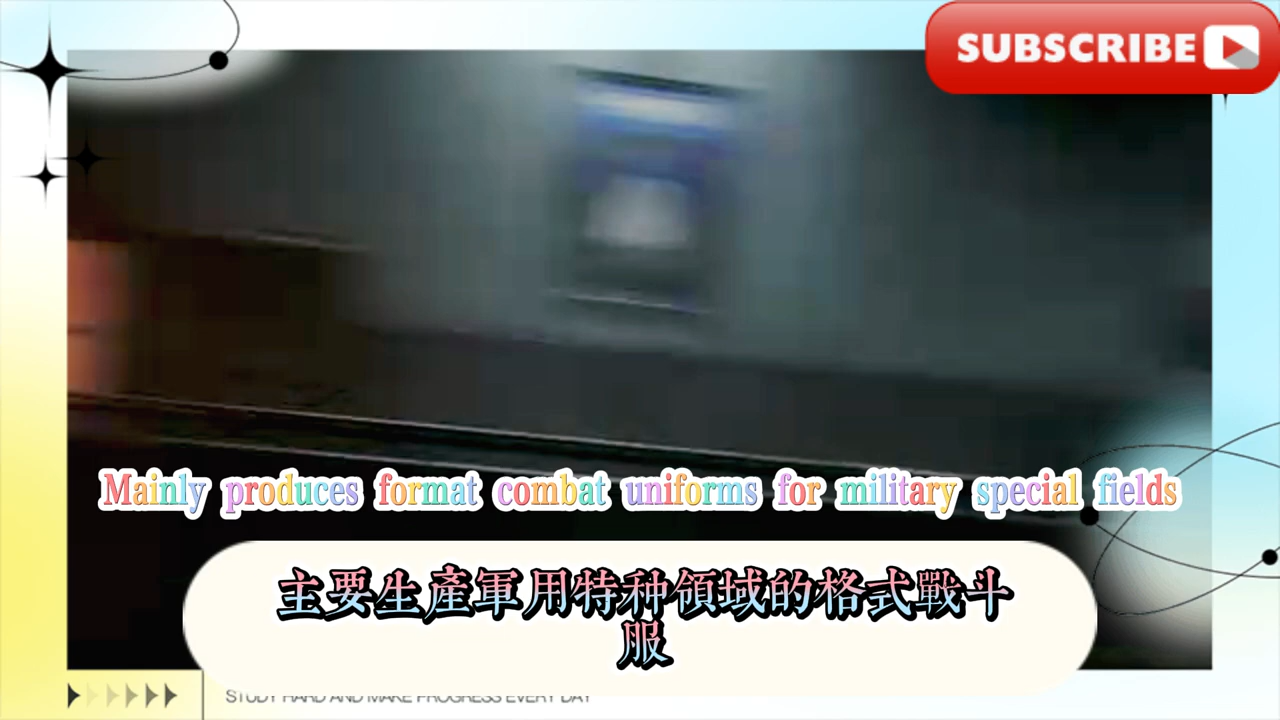 SUBSCRIBE
Mainly produces format combat uniforms for military special fields
主要生產軍用特种領域的格式戰斗
服
STUDY HARD AND MAKE PROGRESS EVERY DAY